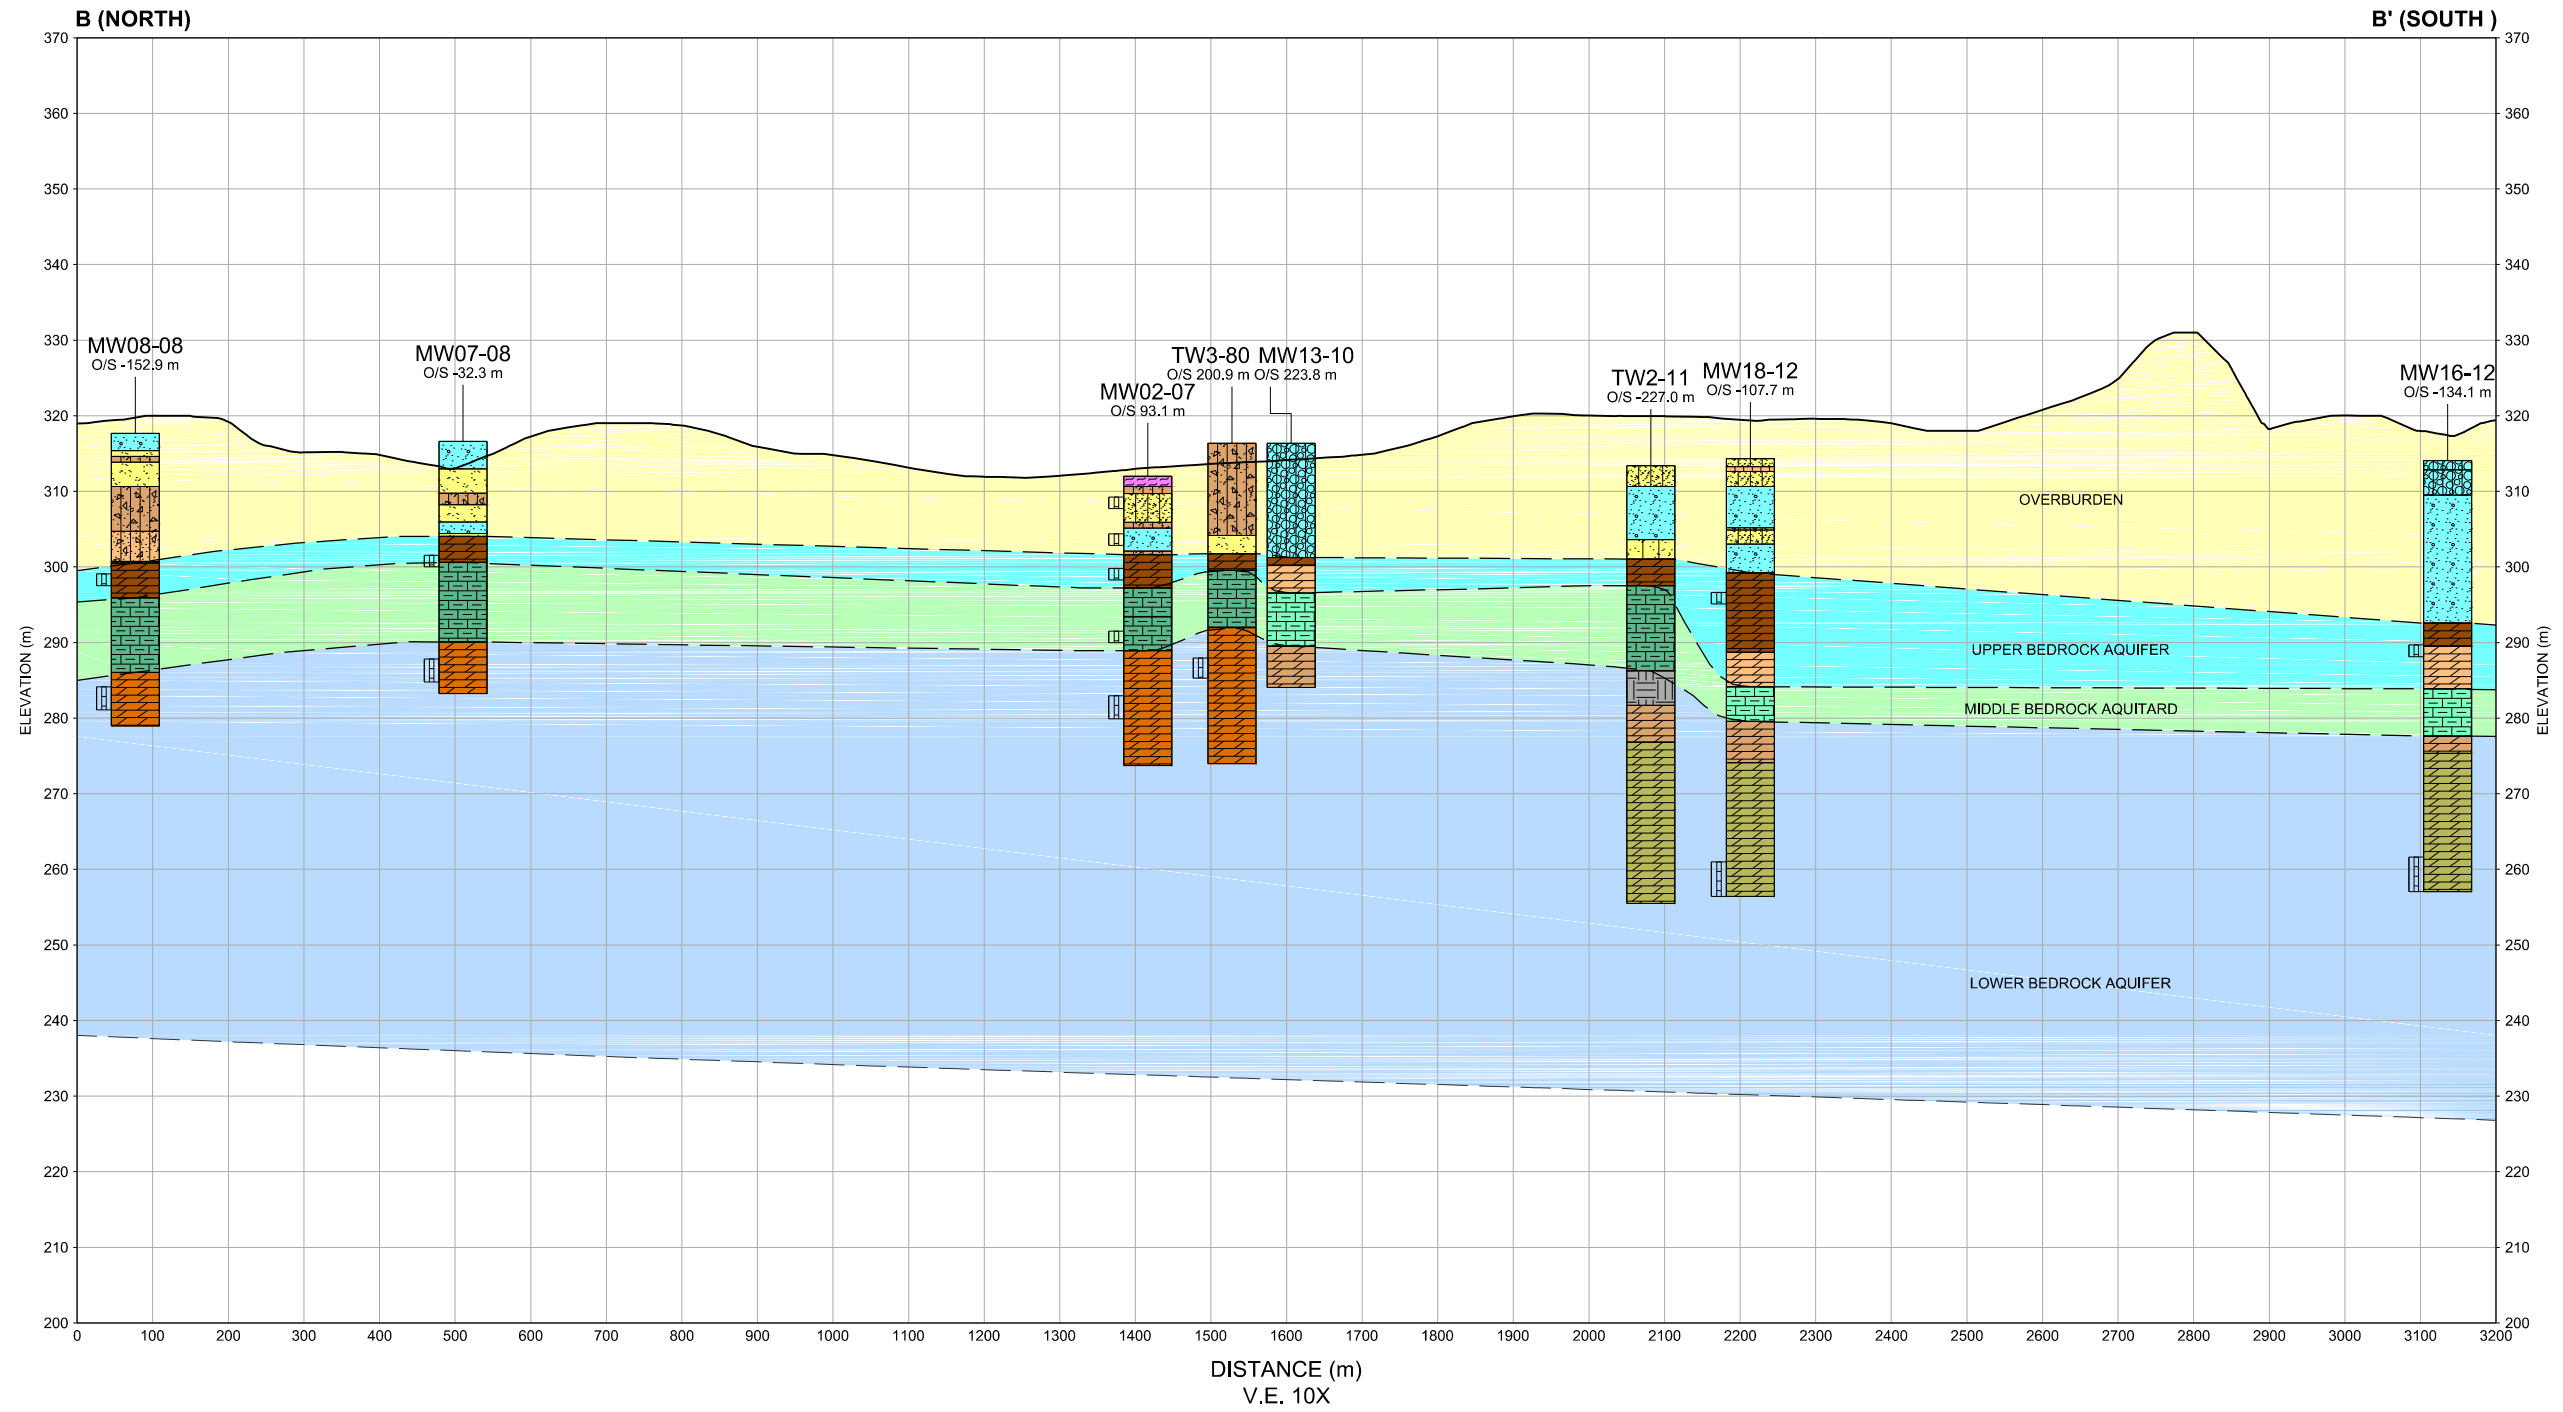 B (NORTH)
B' (SOUTH )
370
360
350
340
330
320
310
300
290
280
270
260
250
240
230
220
210
200
ELEVATION (m)
MW08-08
O/S -152.9 m
MW07-08
O/S -32.3 m
MW02-07
O/S 93.1 m
TW3-80
O/S 200.9 m
MW13-10
O/S 223.8 m
TW2-11
O/S -227.0 m
MW18-12
O/S -107.7 m
MW16-12
O/S -134.1 m
OVERBURDEN
UPPER BEDROCK AQUIFER
MIDDLE BEDROCK AQUITARD
LOWER BEDROCK AQUIFER
370
360
350
340
330
320
310
300
290
280
270
260
250
240
230
220
210
200
ELEVATION (m)
0 100 200 300 400 500 600 700 800 900 1000 1100 1200 1300 1400 1500 1600 1700 1800 1900 2000 2100 2200 2300 2400 2500 2600 2700 2800 2900 3000 3100 3200
DISTANCE (m)
V.E. 10X